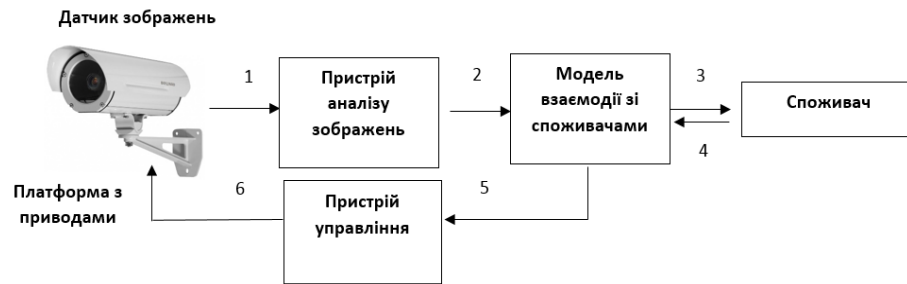 Датчик зображень
1
Пристрій
аналізу
зображень
2
Модель
взаємодії зі
споживачами
3
4
Споживач
Платформа з
приводами
6
Пристрій
управління
5